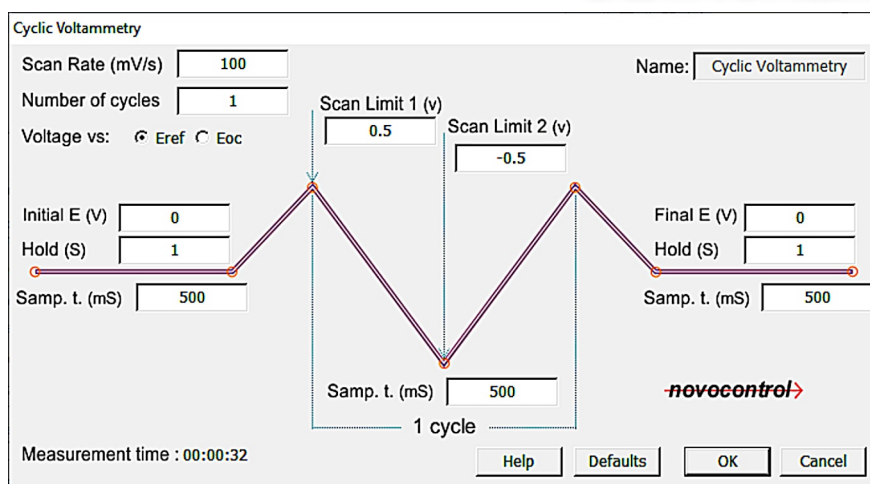 Cyclic Voltammetry
Scan Rate (mV/s) 100
Name: Cyclic Voltammetry
Number of cycles 1
Scan Limit 1 (v)
0.5
Voltage vs: Eref Eoc
Scan Limit 2 (v)
-0.5
Initial E (V) 0
Final E (V) 0
Hold (S) 1
Hold (S) 1
Samp. t. (mS) 500
Samp. t. (mS) 500
Samp. t. (mS) 500
novocontrol
1 cycle
Measurement time : 00:00:32
Help Defaults OK Cancel